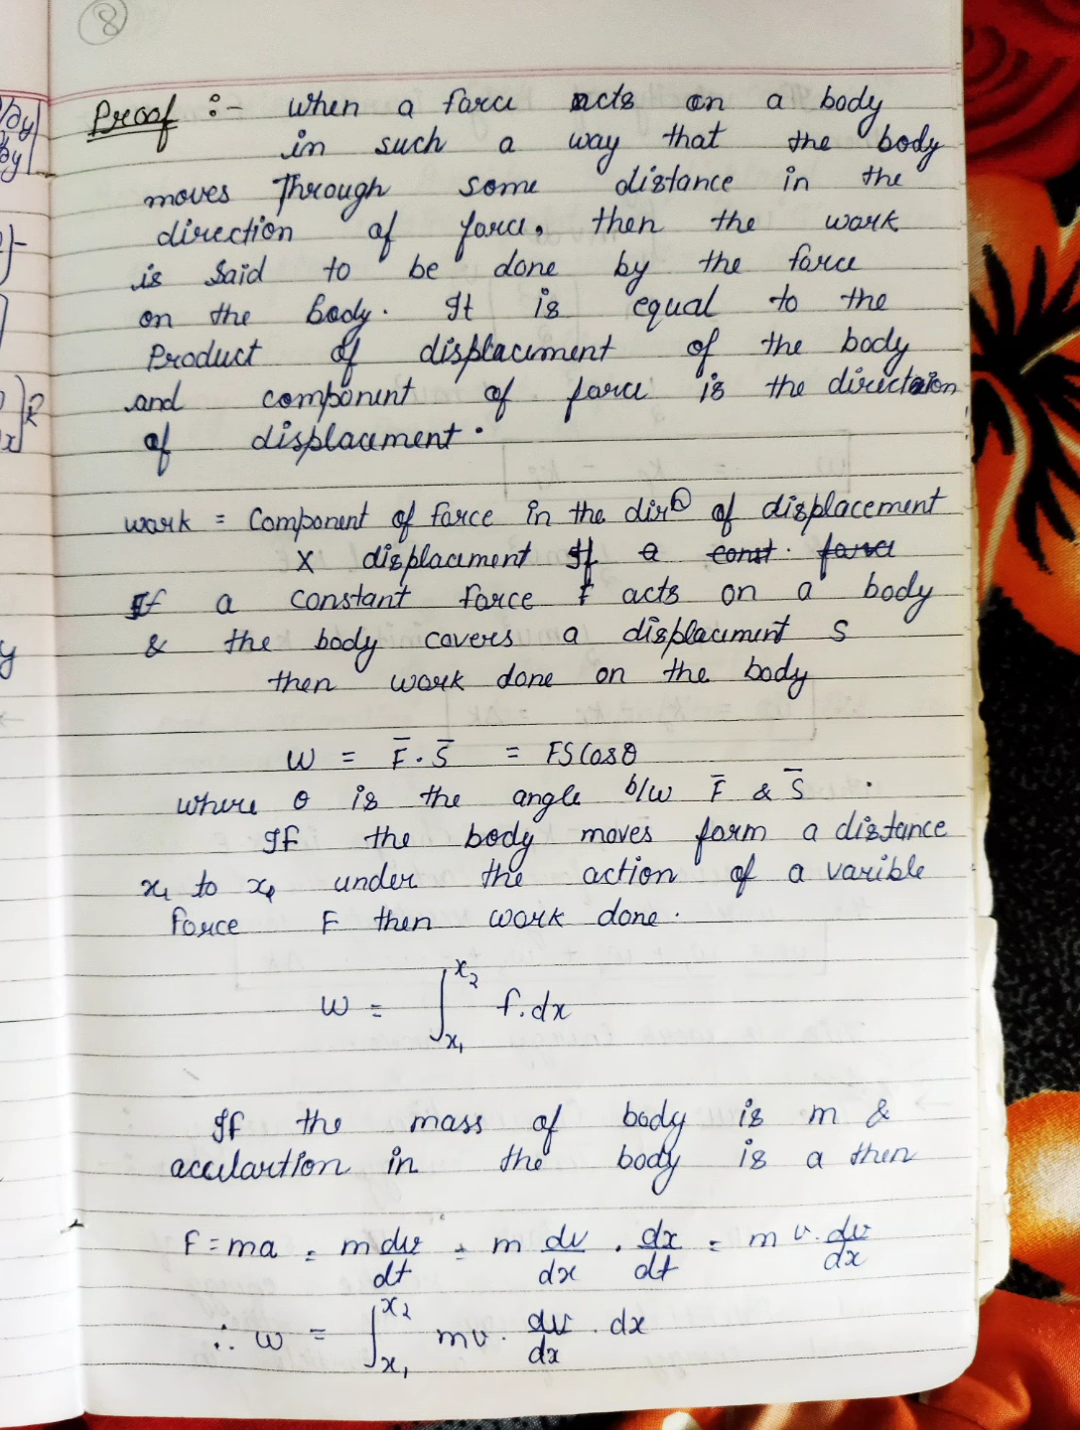 8
Proof :- when a force acts on a body
in such a way that the body
moves Through some distance in the
direction of force, then the work
is Said to be done by the force
on the body. It is equal to the
Product of displacement of the body
and component of force is the direction
of displacement.
work = Component of force in the dirⁿ of displacement
x displacement If a const. force
If a constant force F acts on a body
& the body covers a displacement S
then work done on the body
W = F̄ . S̄ = FS Cosθ
where θ is the angle b/w F̄ & S̄ .
If the body moves form a distance
x₁ to x₂ under the action of a varible
force F then work done.
W = ∫ₓ₁ˣ² f.dx
If the mass of body is m &
accelartion in the body is a then
F = ma = m dv/dt = m dv/dx . dx/dt = m v. dv/dx
∴ W = ∫ₓ₁ˣ² mv. dv/dx . dx